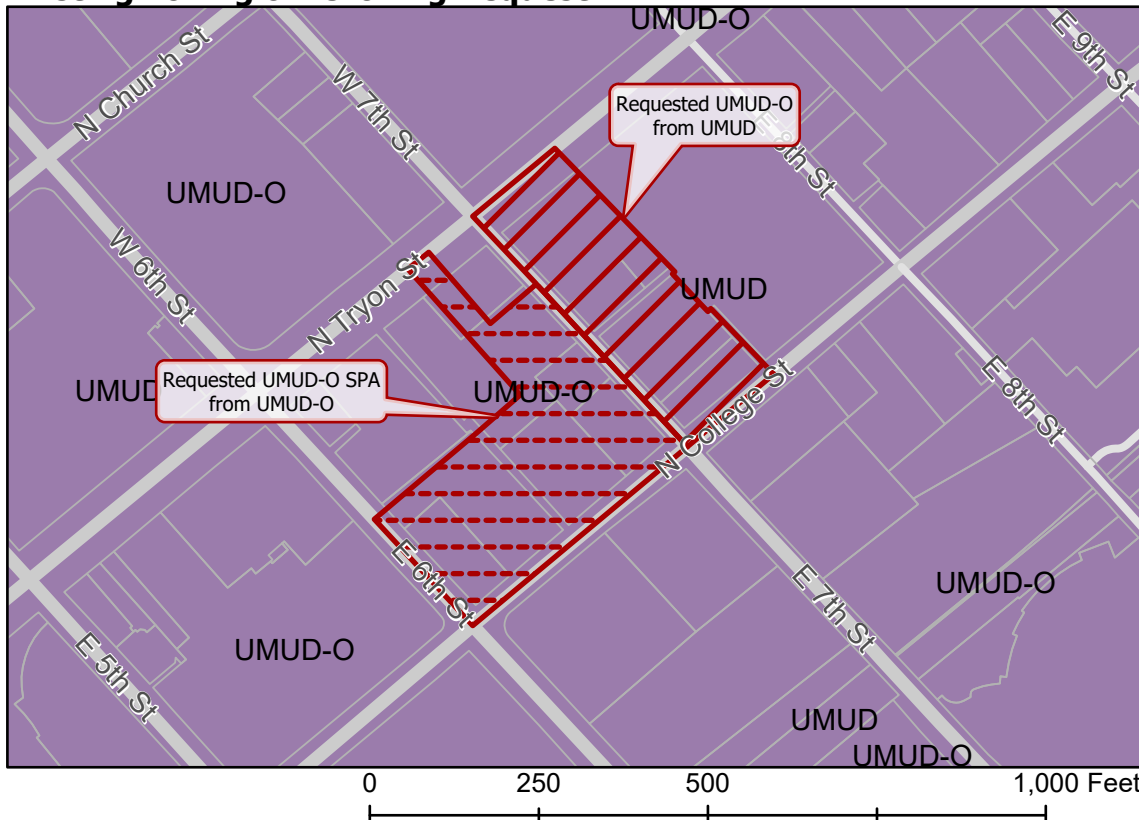 UMUD-O
E 9th St
N Church St
W 7th St
Requested UMUD-O
from UMUD
UMUD-O
W 6th St
N Tryon St
UMUD
Requested UMUD-O SPA
from UMUD-O
UMUD-O
N College St
E 8th St
E 6th St
E 7th St
UMUD-O
UMUD-O
E 5th St
UMUD
UMUD-O
0
250
500
1,000 Feet